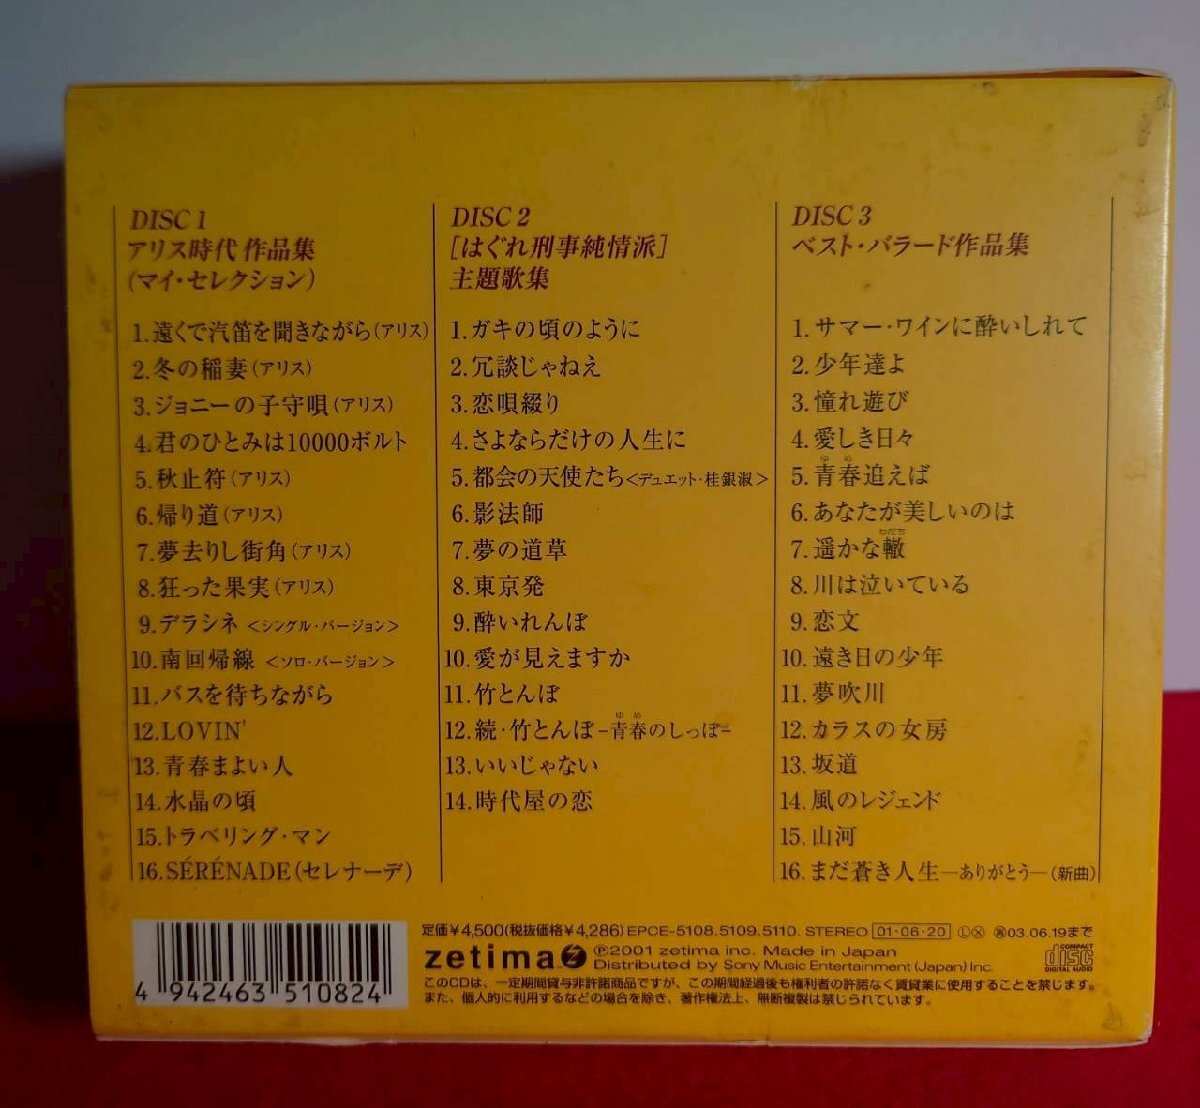 DISC 1
アリス時代 作品集
(マイ・セレクション)
1.遠くで汽笛を聞きながら(アリス)
2.冬の稲妻(アリス)
3.ジョニーの子守唄(アリス)
4.君のひとみは10000ボルト
5.秋止符(アリス)
6.帰り道(アリス)
7.夢去りし街角(アリス)
8.狂った果実(アリス)
9.デラシネ <シングル・バージョン>
10.南回帰線 <ソロ・バージョン>
11.バスを待ちながら
12.LOVIN'
13.青春まよい人
14.水晶の頃
15.トラベリング・マン
16.SÉRÉNADE(セレナーデ)
DISC 2
[はぐれ刑事純情派]
主題歌集
1.ガキの頃のように
2.冗談じゃねえ
3.恋唄綴り
4.さよならだけの人生に
5.都会の天使たち<デュエット・桂銀淑>
6.影法師
7.夢の道草
8.東京発
9.酔いれんぼ
10.愛が見えますか
11.竹とんぼ
ゆめ
12.続・竹とんぼ-青春のしっぽ-
13.いいじゃない
14.時代屋の恋
DISC 3
ベスト・バラード作品集
1.サマー・ワインに酔いしれて
2.少年達よ
3.憧れ遊び
4.愛しき日々
ゆめ
5.青春追えば
6.あなたが美しいのは
わだち
7.遥かな轍
8.川は泣いている
9.恋文
10.遠き日の少年
11.夢吹川
12.カラスの女房
13.坂道
14.風のレジェンド
15.山河
16.まだ蒼き人生—ありがとう—(新曲)
4 942463 510824
定価¥4,500(税抜価格¥4,286)EPCE-5108.5109.5110. STEREO 01・06・20 Ⓛ Ⓧ 再03.06.19まで
zetima ℗2001 zetima inc. Made in Japan
Distributed by Sony Music Entertainment (Japan) Inc.
COMPACT
disc
DIGITAL AUDIO
このCDは、一定期間貸与非許諾商品ですが、この期間経過後も権利者の許諾なく賃貸業に使用することを禁じます。
また、個人的に利用するなどの場合を除き、著作権法上、無断複製は禁じられています。